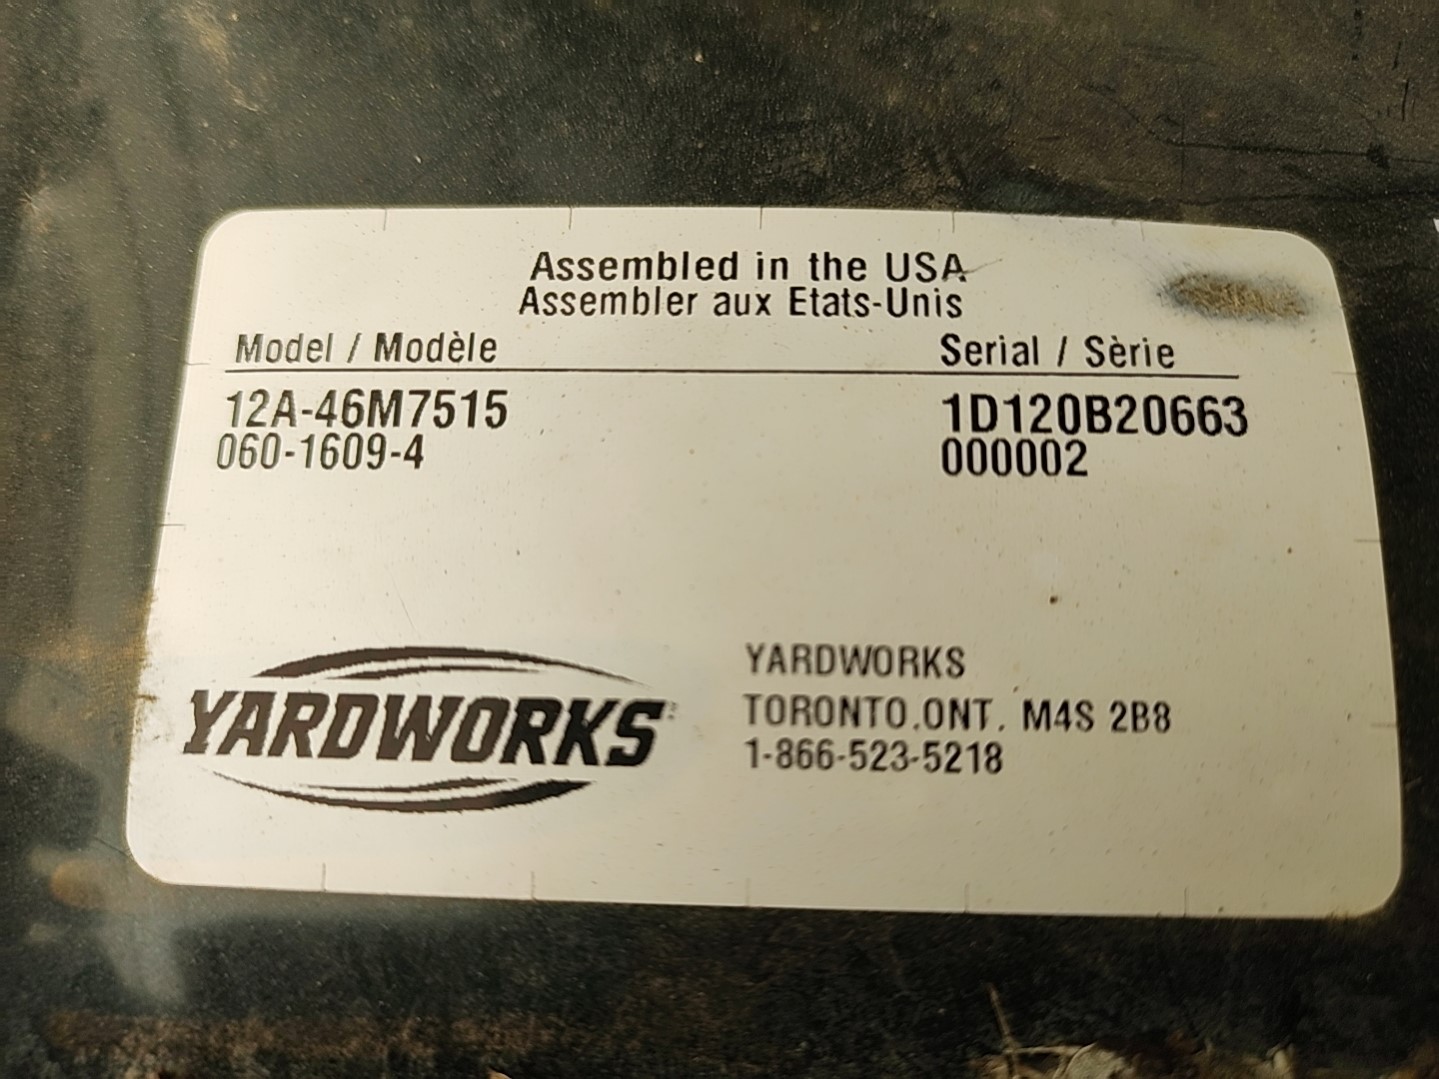 Assembled in the USA
Assembler aux Etats-Unis
Model / Modèle Serial / Sèrie
12A-46M7515 1D120B20663
060-1609-4 000002
YARDWORKS
YARDWORKS
TORONTO.ONT. M4S 2B8
1-866-523-5218